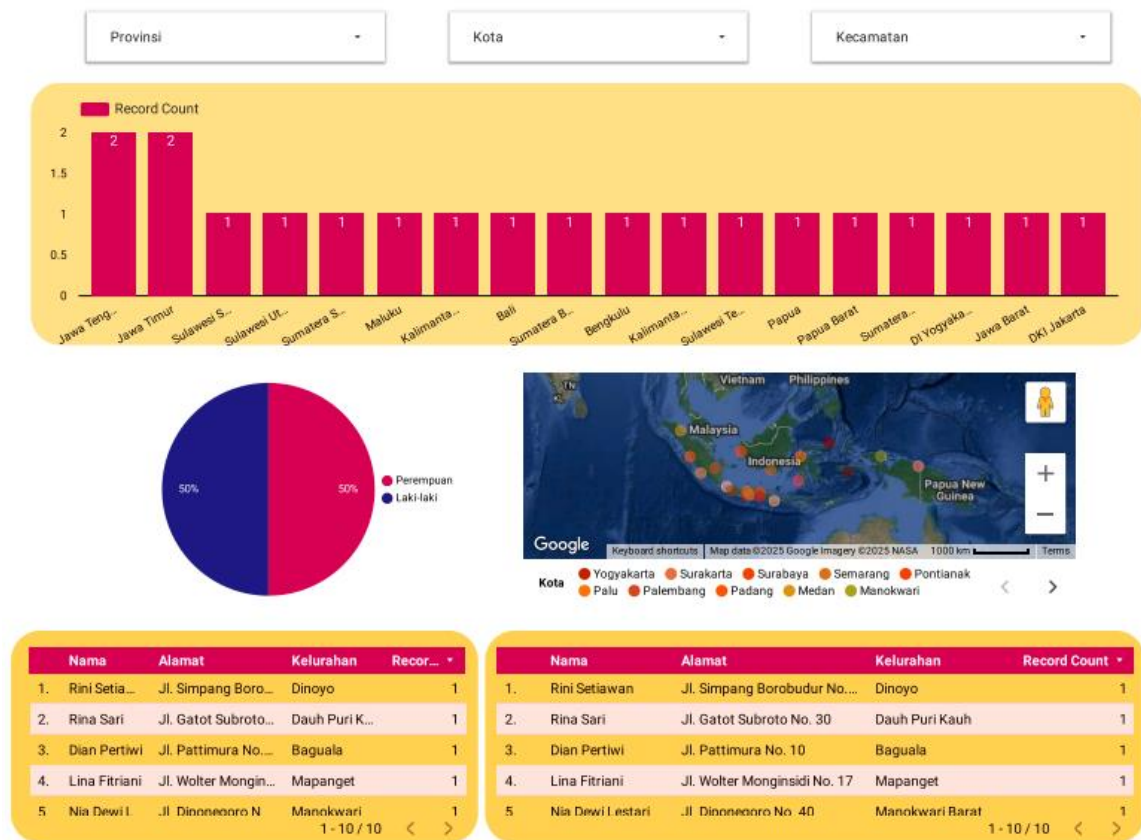 Provinsi
Kota
Kecamatan
Record Count
2
1.5
1
0.5
0
2 2 1 1 1 1 1 1 1 1 1 1 1 1 1 1 1 1
Jawa Teng... Jawa Timur Sulawesi S... Sulawesi Ut... Sumatera S... Maluku Kalimanta... Bali Sumatera B... Bengkulu Kalimanta... Sulawesi Te... Papua Papua Barat Sumatera... DI Yogyaka... Jawa Barat DKI Jakarta
50% 50%
Perempuan
Laki-laki
TN
Vietnam Philippines
Malaysia
Indonesia
Papua New
Guinea
Google
Keyboard shortcuts Map data ©2025 Google Imagery ©2025 NASA 1000 km Terms
Kota Yogyakarta Surakarta Surabaya Semarang Pontianak
Palu Palembang Padang Medan Manokwari
Nama Alamat Kelurahan Recor...
1. Rini Setia... Jl. Simpang Boro... Dinoyo 1
2. Rina Sari Jl. Gatot Subroto... Dauh Puri K... 1
3. Dian Pertiwi Jl. Pattimura No.... Baguala 1
4. Lina Fitriani Jl. Wolter Mongin... Mapanget 1
5 Nia Dewi L Jl Diponegoro N Manokwari 1
1 - 10 / 10
Nama Alamat Kelurahan Record Count
1. Rini Setiawan Jl. Simpang Borobudur No.... Dinoyo 1
2. Rina Sari Jl. Gatot Subroto No. 30 Dauh Puri Kauh 1
3. Dian Pertiwi Jl. Pattimura No. 10 Baguala 1
4. Lina Fitriani Jl. Wolter Monginsidi No. 17 Mapanget 1
5 Nia Dewi Lestari Jl Diponegoro No 40 Manokwari Barat 1
1 - 10 / 10